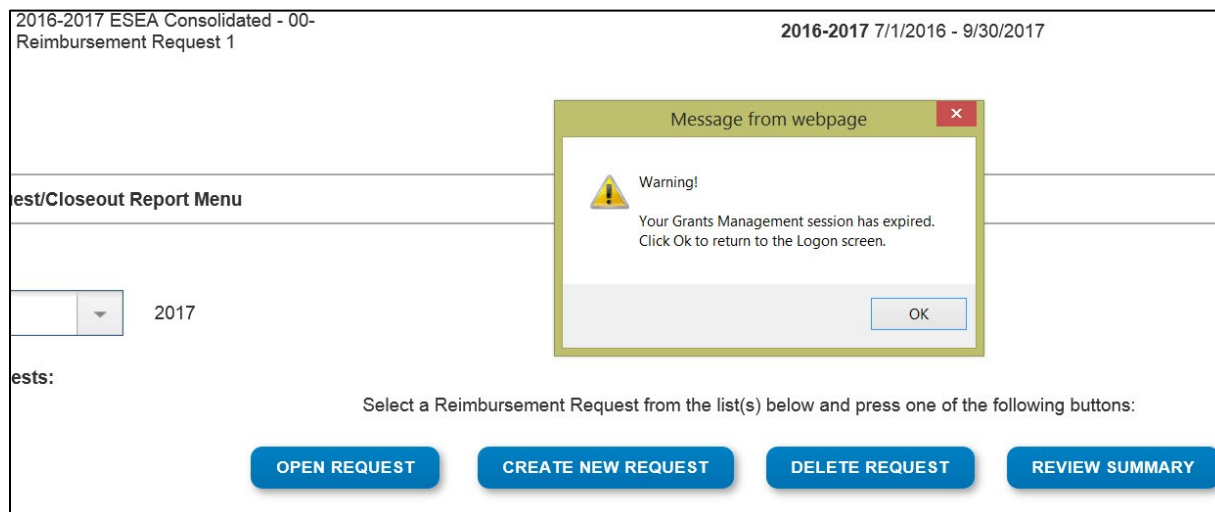 2016-2017 ESEA Consolidated - 00-
Reimbursement Request 1
2016-2017 7/1/2016 - 9/30/2017
Message from webpage
Warning!
Your Grants Management session has expired.
Click Ok to return to the Logon screen.
OK
est/Closeout Report Menu
2017
ests:
Select a Reimbursement Request from the list(s) below and press one of the following buttons:
OPEN REQUEST CREATE NEW REQUEST DELETE REQUEST REVIEW SUMMARY